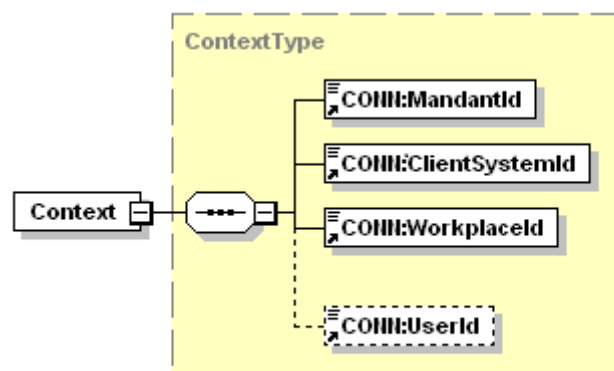 ContextType
CONN:MandantId
CONN:ClientSystemId
Context
CONN:WorkplaceId
CONN:UserId